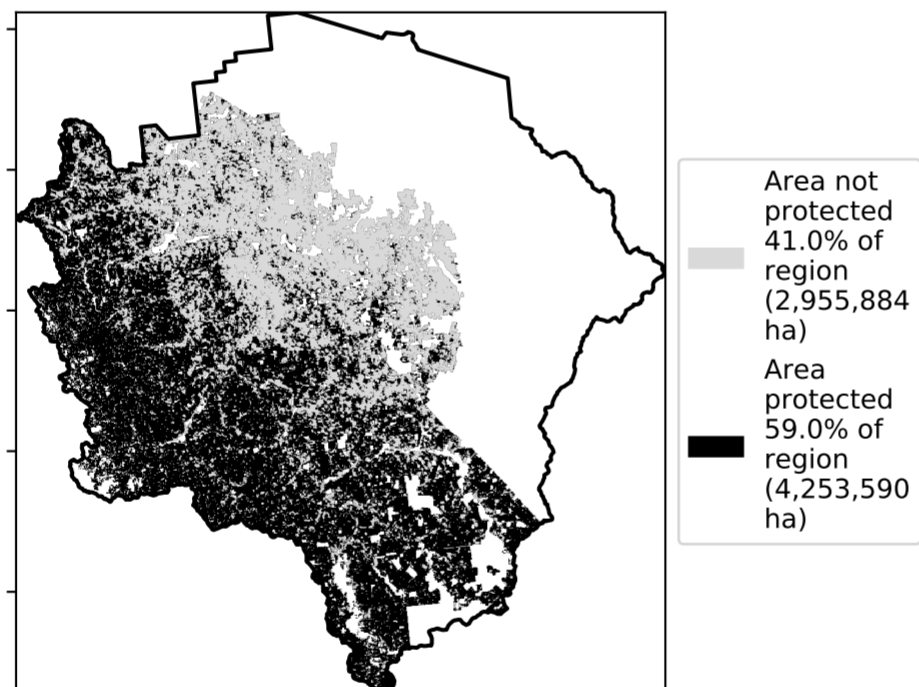 Area not
protected
41.0% of
region
(2,955,884
ha)
Area
protected
59.0% of
region
(4,253,590
ha)